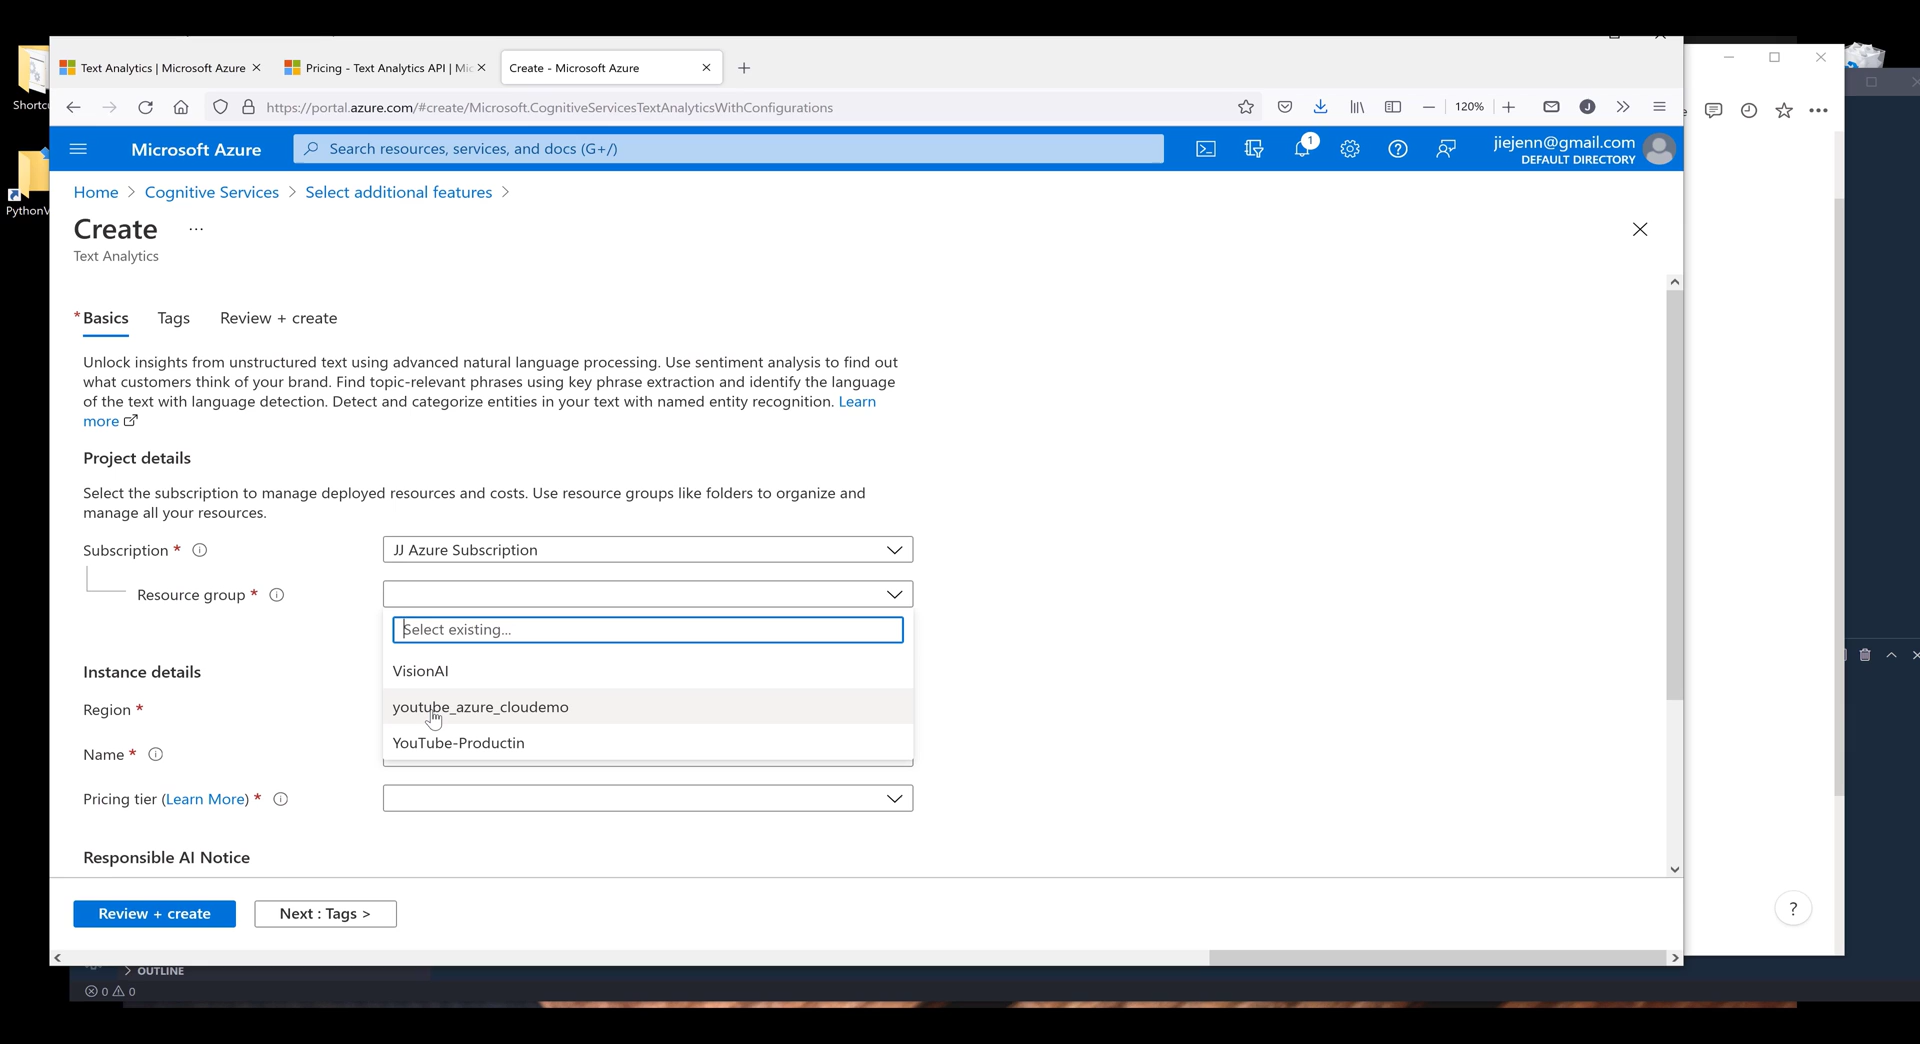 Shortcu
PythonV
Text Analytics | Microsoft Azure
Pricing - Text Analytics API | Mic
Create - Microsoft Azure
https://portal.azure.com/#create/Microsoft.CognitiveServicesTextAnalyticsWithConfigurations
120%
J
Microsoft Azure
Search resources, services, and docs (G+/)
1
jiejenn@gmail.com
DEFAULT DIRECTORY
Home > Cognitive Services > Select additional features >
Create ...
Text Analytics
* Basics Tags Review + create
Unlock insights from unstructured text using advanced natural language processing. Use sentiment analysis to find out
what customers think of your brand. Find topic-relevant phrases using key phrase extraction and identify the language
of the text with language detection. Detect and categorize entities in your text with named entity recognition. Learn
more
Project details
Select the subscription to manage deployed resources and costs. Use resource groups like folders to organize and
manage all your resources.
Subscription *
JJ Azure Subscription
Resource group *
Select existing...
VisionAI
youtube_azure_cloudemo
YouTube-Productin
Instance details
Region *
Name *
Pricing tier (Learn More) *
Responsible AI Notice
Review + create
Next : Tags >
?
OUTLINE
0 0